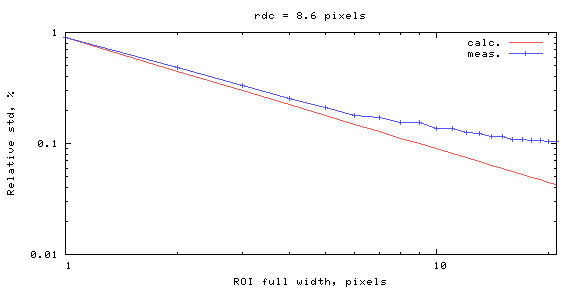 rdc = 8.6 pixels
calc.
meas.
Relative std, %
1
0.1
0.01
1
10
ROI full width, pixels